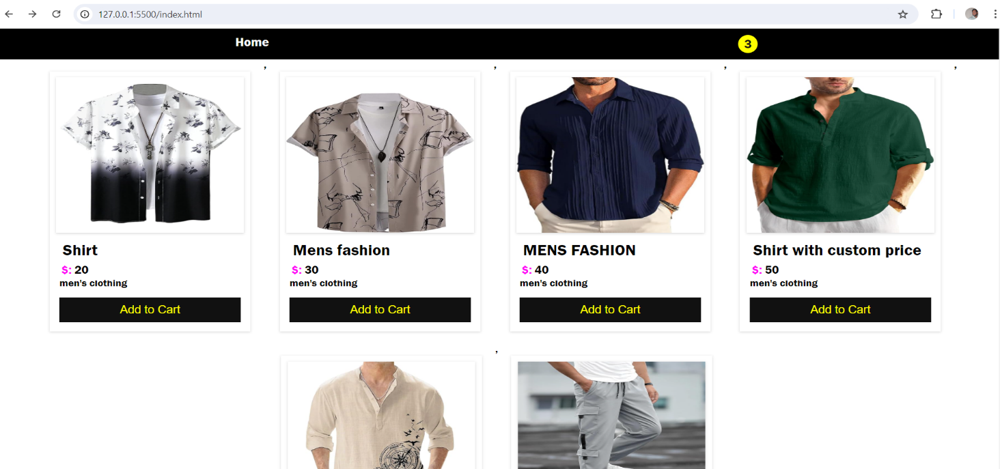 127.0.0.1:5500/index.html
Home
3
, , , ,
Shirt
$: 20
men's clothing
Add to Cart
Mens fashion
$: 30
men's clothing
Add to Cart
MENS FASHION
$: 40
men's clothing
Add to Cart
Shirt with custom price
$: 50
men's clothing
Add to Cart
,